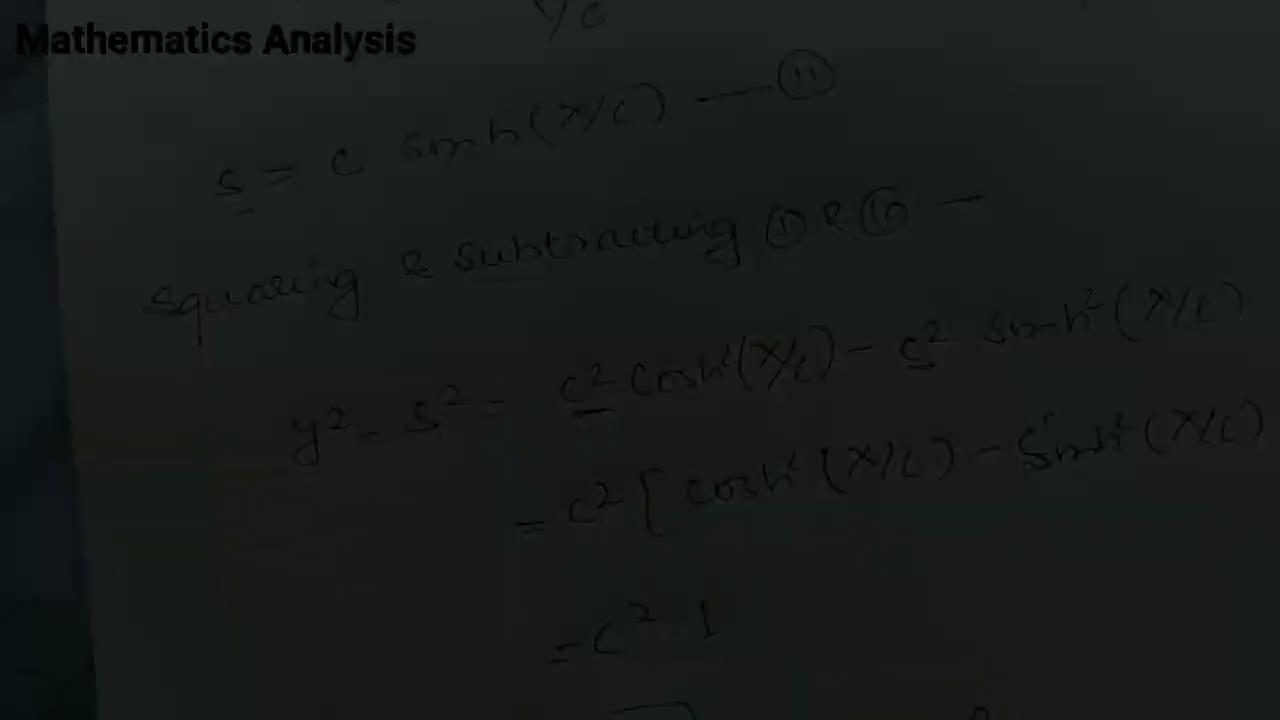 Mathematics Analysis
s = c sinh(x/c) — (11)
Squaring & subtracting (1) & (11) —
y² - s² = c² cosh²(x/c) - c² sinh²(x/c)
= c² [ cosh² (x/c) - sinh² (x/c)
= c² . 1